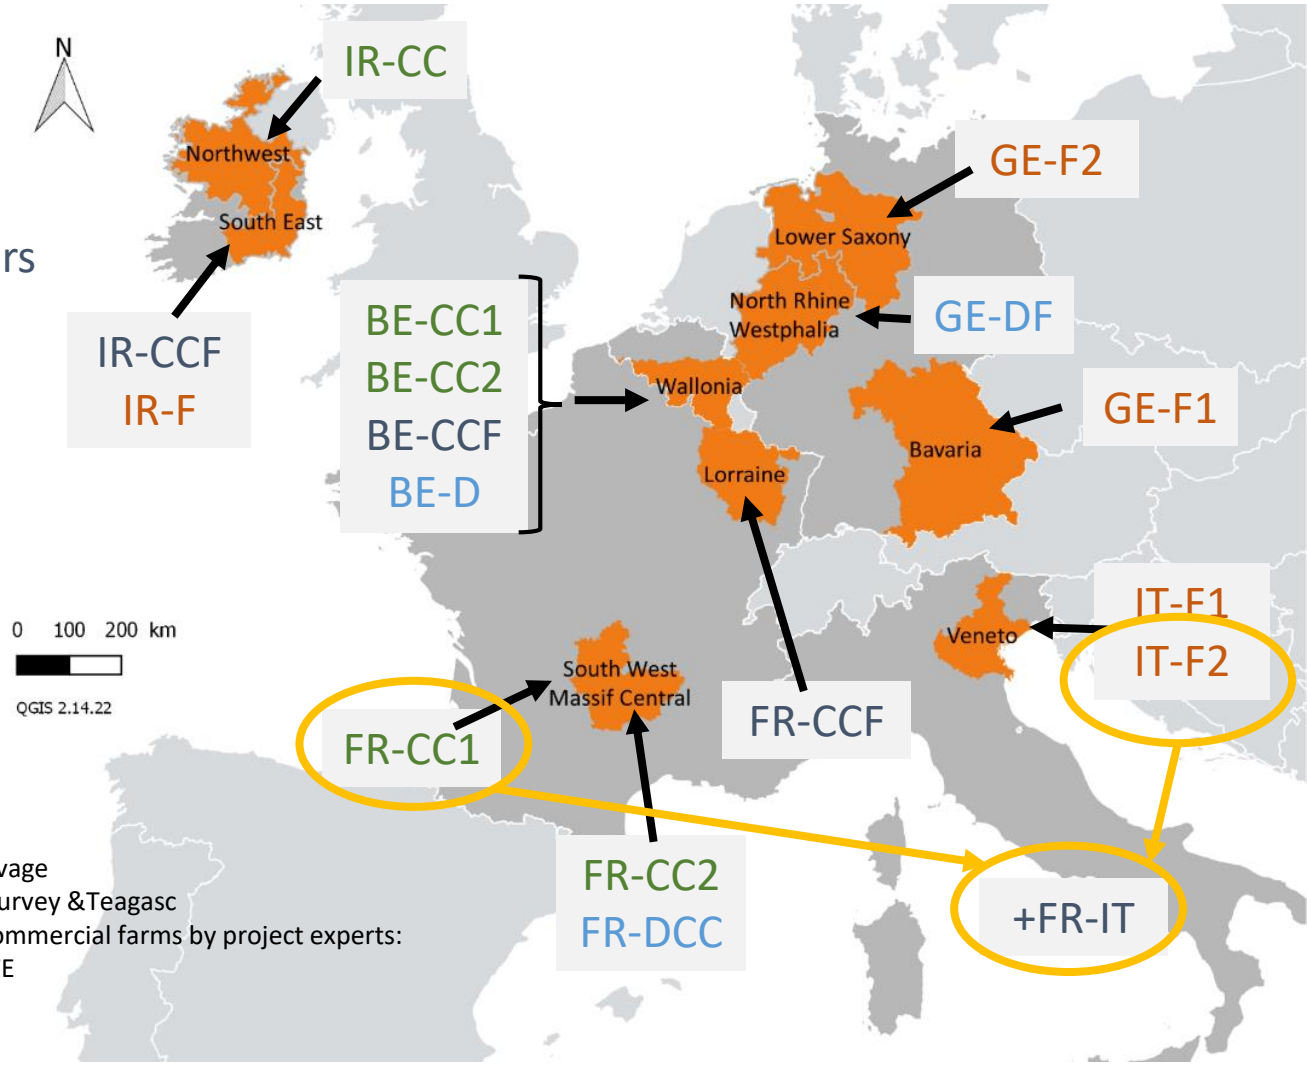 N
IR-CC
Northwest
South East
rs
IR-CCF
IR-F
GE-F2
Lower Saxony
North Rhine
Westphalia
GE-DF
BE-CC1
BE-CC2
BE-CCF
BE-D
Wallonia
GE-F1
Bavaria
Lorraine
0 100 200 km
QGIS 2.14.22
IT-F1
IT-F2
Veneto
South West
Massif Central
FR-CC1
FR-CCF
FR-CC2
FR-DCC
+FR-IT
vage
urvey &Teagasc
ommercial farms by project experts:
E